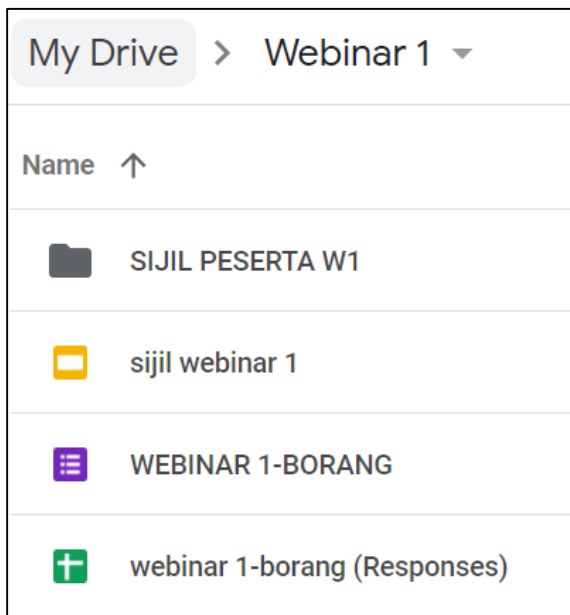 My Drive > Webinar 1
Name
SIJIL PESERTA W1
sijil webinar 1
WEBINAR 1-BORANG
webinar 1-borang (Responses)